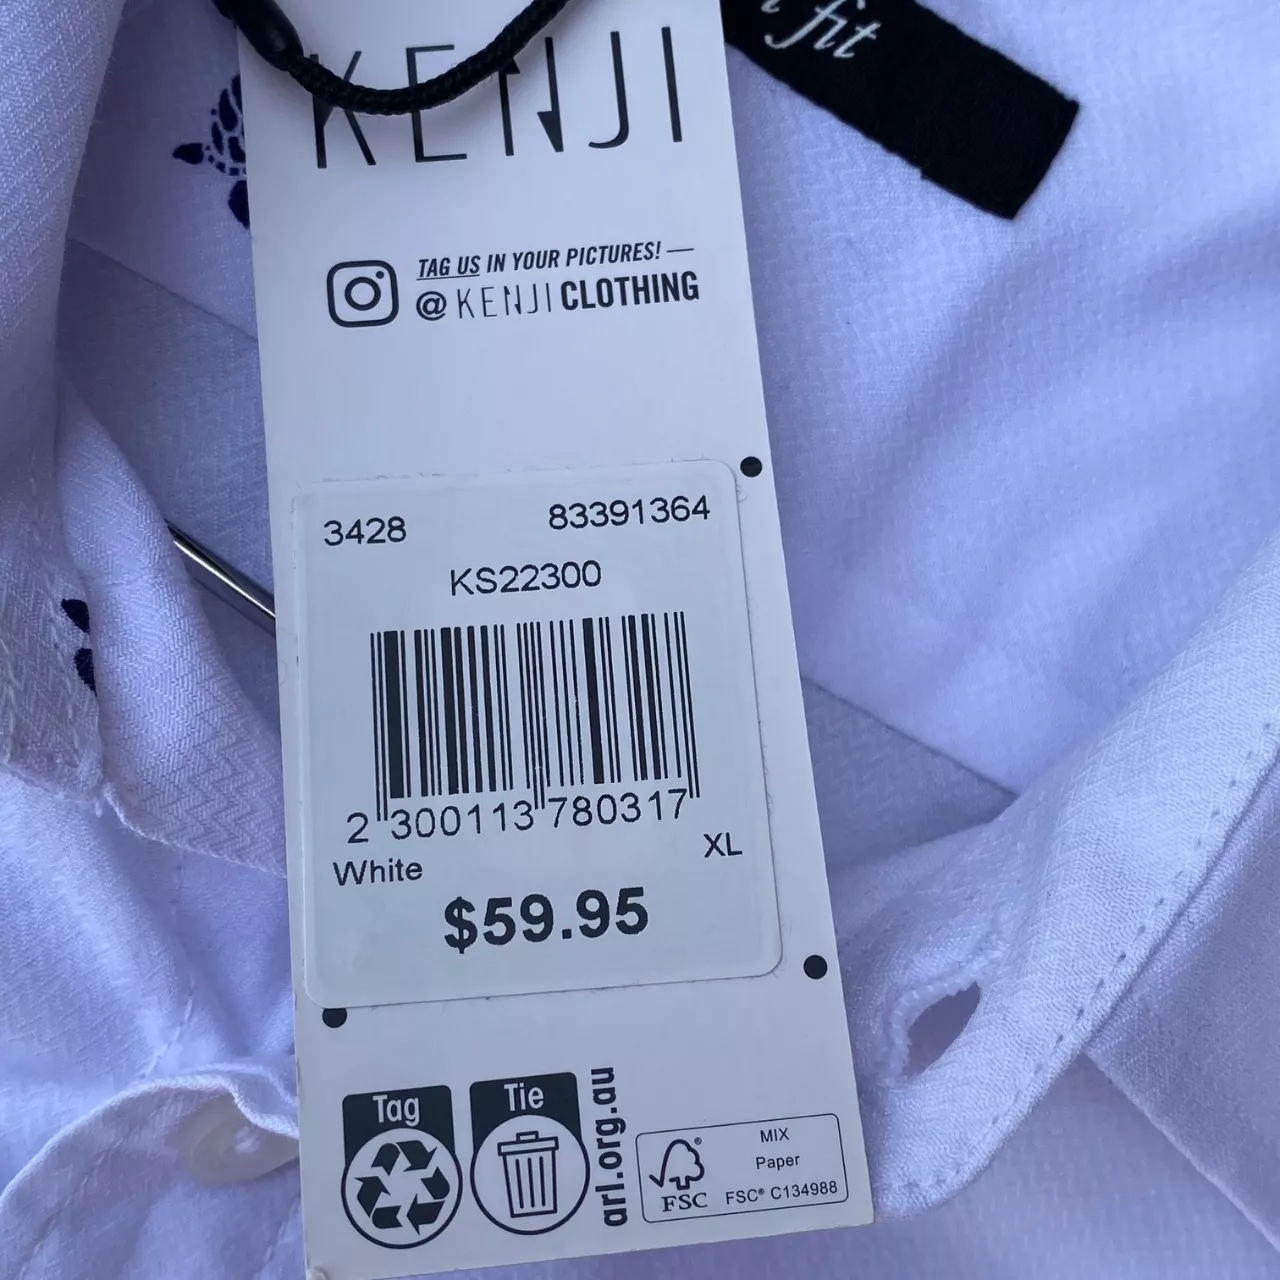 fit
KENJI
TAG US IN YOUR PICTURES! —
@KENJICLOTHING
3428 83391364
KS22300
2 300113 780317
White XL
$59.95
Tag Tie
arl.org.au
FSC®
MIX
Paper
FSC® C134988